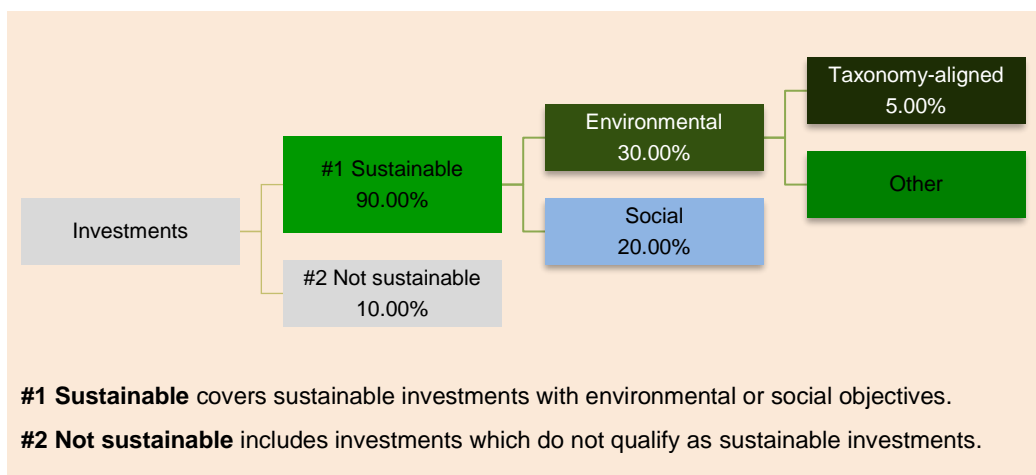 Taxonomy-aligned
5.00%
Environmental
30.00%
#1 Sustainable
90.00%
Other
Investments
Social
20.00%
#2 Not sustainable
10.00%
#1 Sustainable covers sustainable investments with environmental or social objectives.
#2 Not sustainable includes investments which do not qualify as sustainable investments.